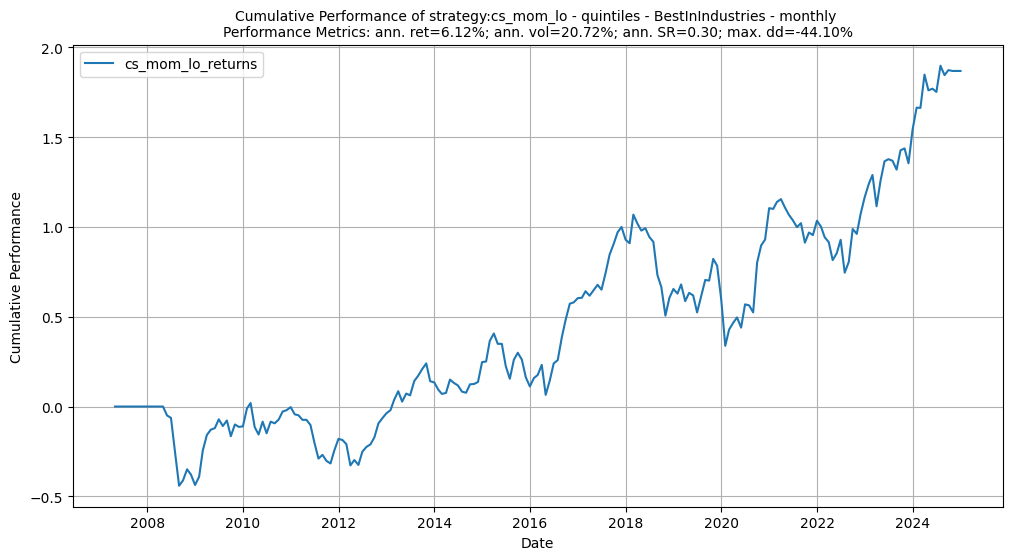 Cumulative Performance of strategy:cs_mom_lo - quintiles - BestInIndustries - monthly
Performance Metrics: ann. ret=6.12%; ann. vol=20.72%; ann. SR=0.30; max. dd=-44.10%
cs_mom_lo_returns
Cumulative Performance
2.0
1.5
1.0
0.5
0.0
−0.5
2008 2010 2012 2014 2016 2018 2020 2022 2024
Date